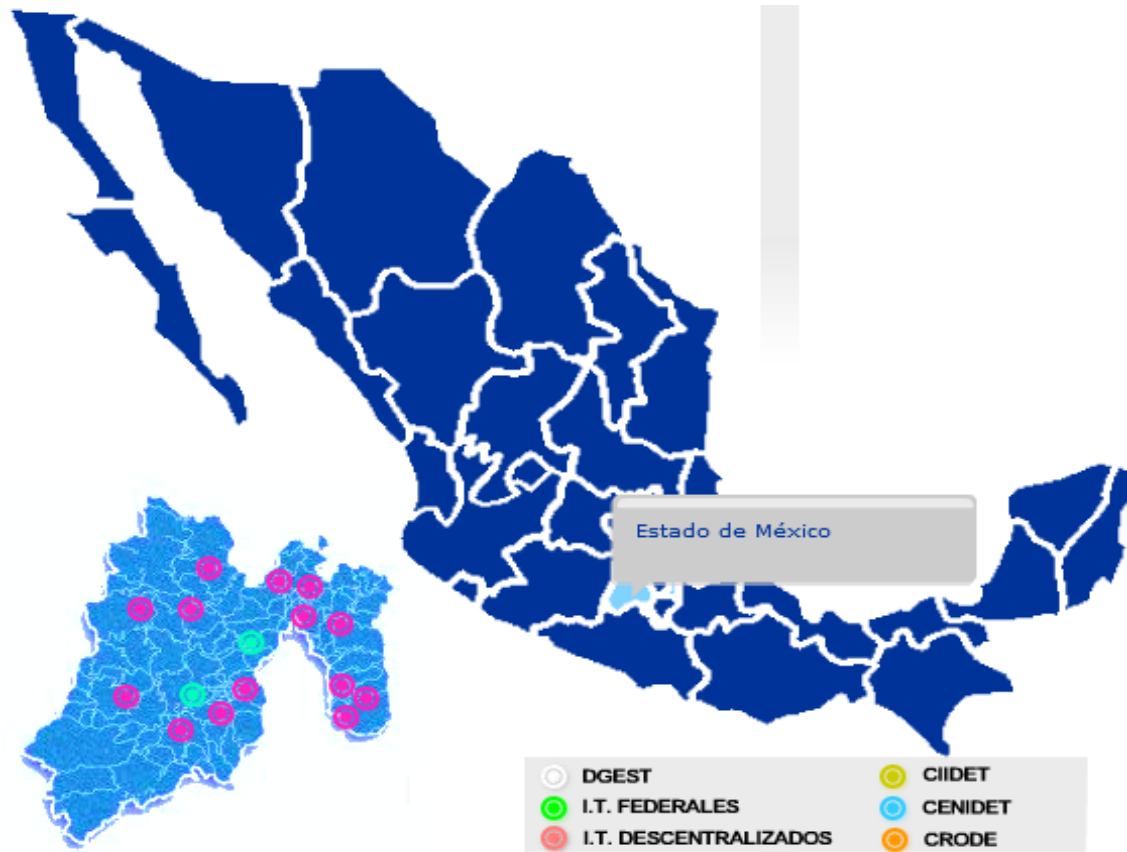 Estado de México
DGEST
I.T. FEDERALES
I.T. DESCENTRALIZADOS
CIIDET
CENIDET
CRODE